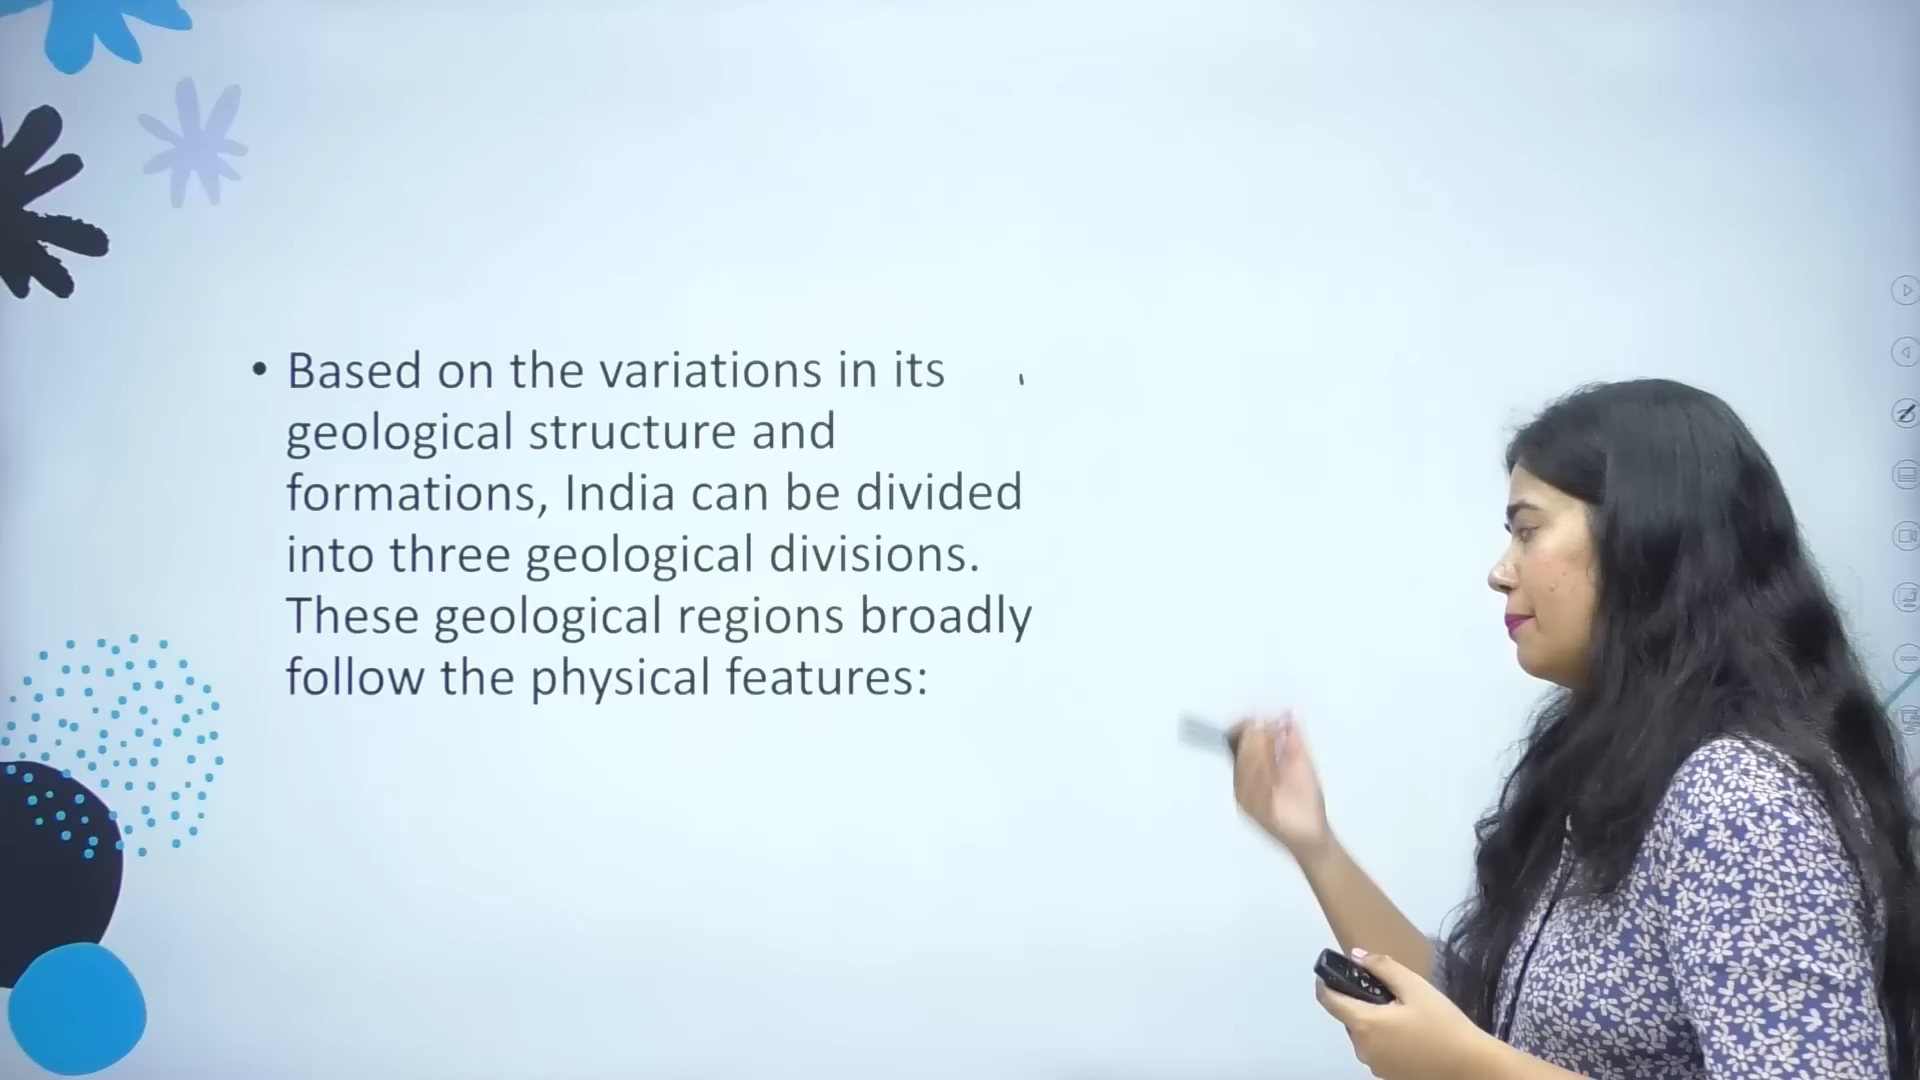 • Based on the variations in its
geological structure and
formations, India can be divided
into three geological divisions.
These geological regions broadly
follow the physical features: